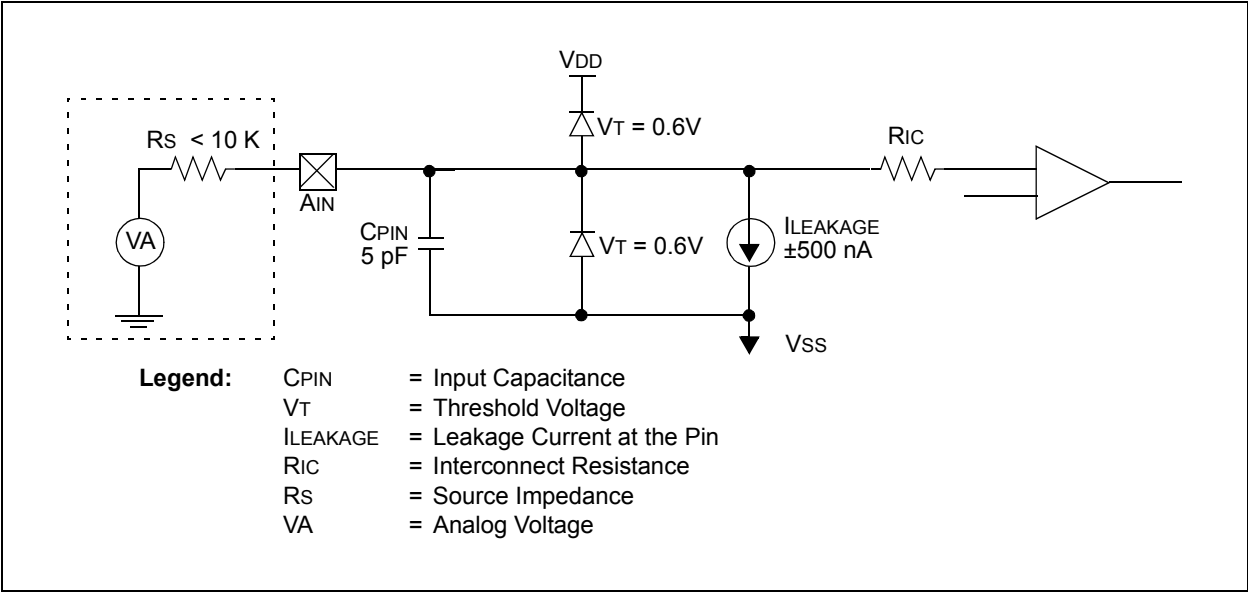 VDD
VT = 0.6V
RS < 10 K
RIC
AIN
CPIN
5 pF
VA
VT = 0.6V
ILEAKAGE
±500 nA
VSS
Legend: CPIN = Input Capacitance
VT = Threshold Voltage
ILEAKAGE = Leakage Current at the Pin
RIC = Interconnect Resistance
RS = Source Impedance
VA = Analog Voltage